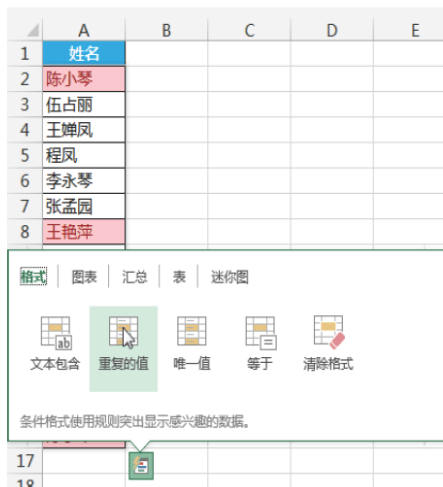 A B C D E
1 姓名
2 陈小琴
3 伍占丽
4 王婵凤
5 程凤
6 李永琴
7 张孟园
8 王艳萍
格式 图表 汇总 表 迷你图
ab
文本包含 重复的值 唯一值 等于 清除格式
条件格式使用规则突出显示感兴趣的数据。
17
18